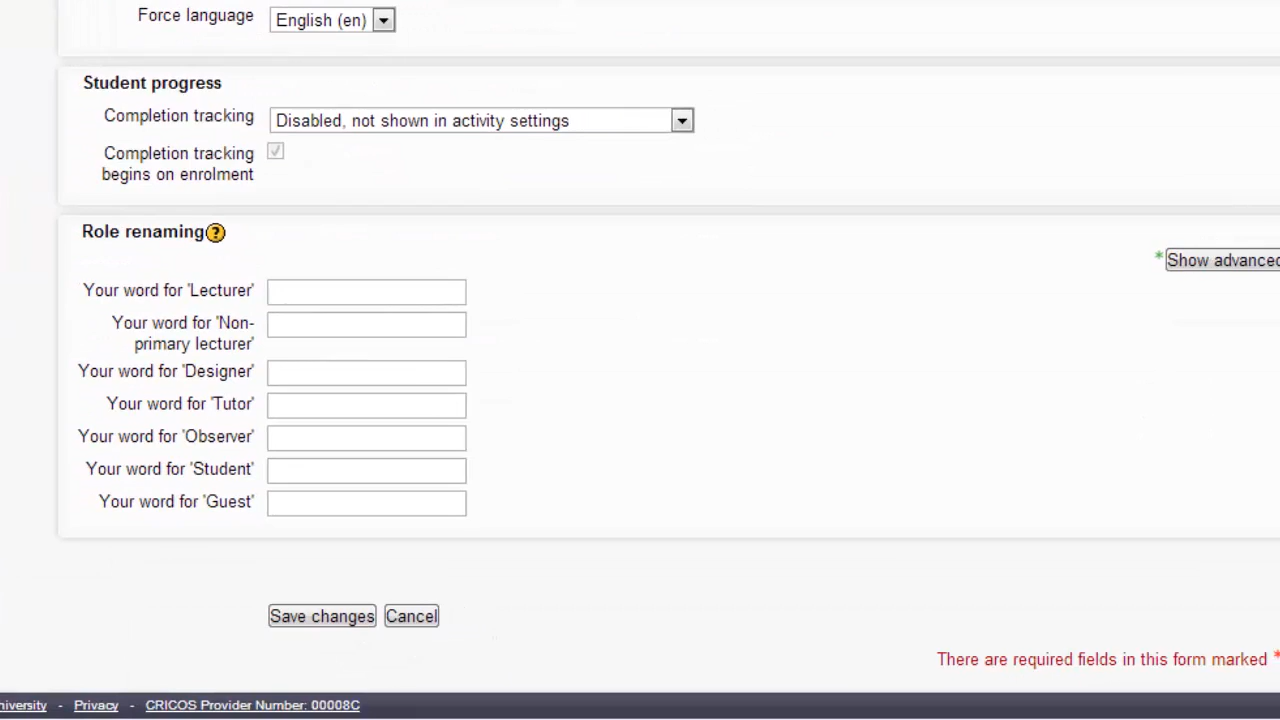 Force language English (en)
Student progress
Completion tracking Disabled, not shown in activity settings
Completion tracking
begins on enrolment
Role renaming ?
* Show advanced
Your word for 'Lecturer'
Your word for 'Non-
primary lecturer'
Your word for 'Designer'
Your word for 'Tutor'
Your word for 'Observer'
Your word for 'Student'
Your word for 'Guest'
Save changes Cancel
There are required fields in this form marked *
niversity - Privacy - CRICOS Provider Number: 00008C